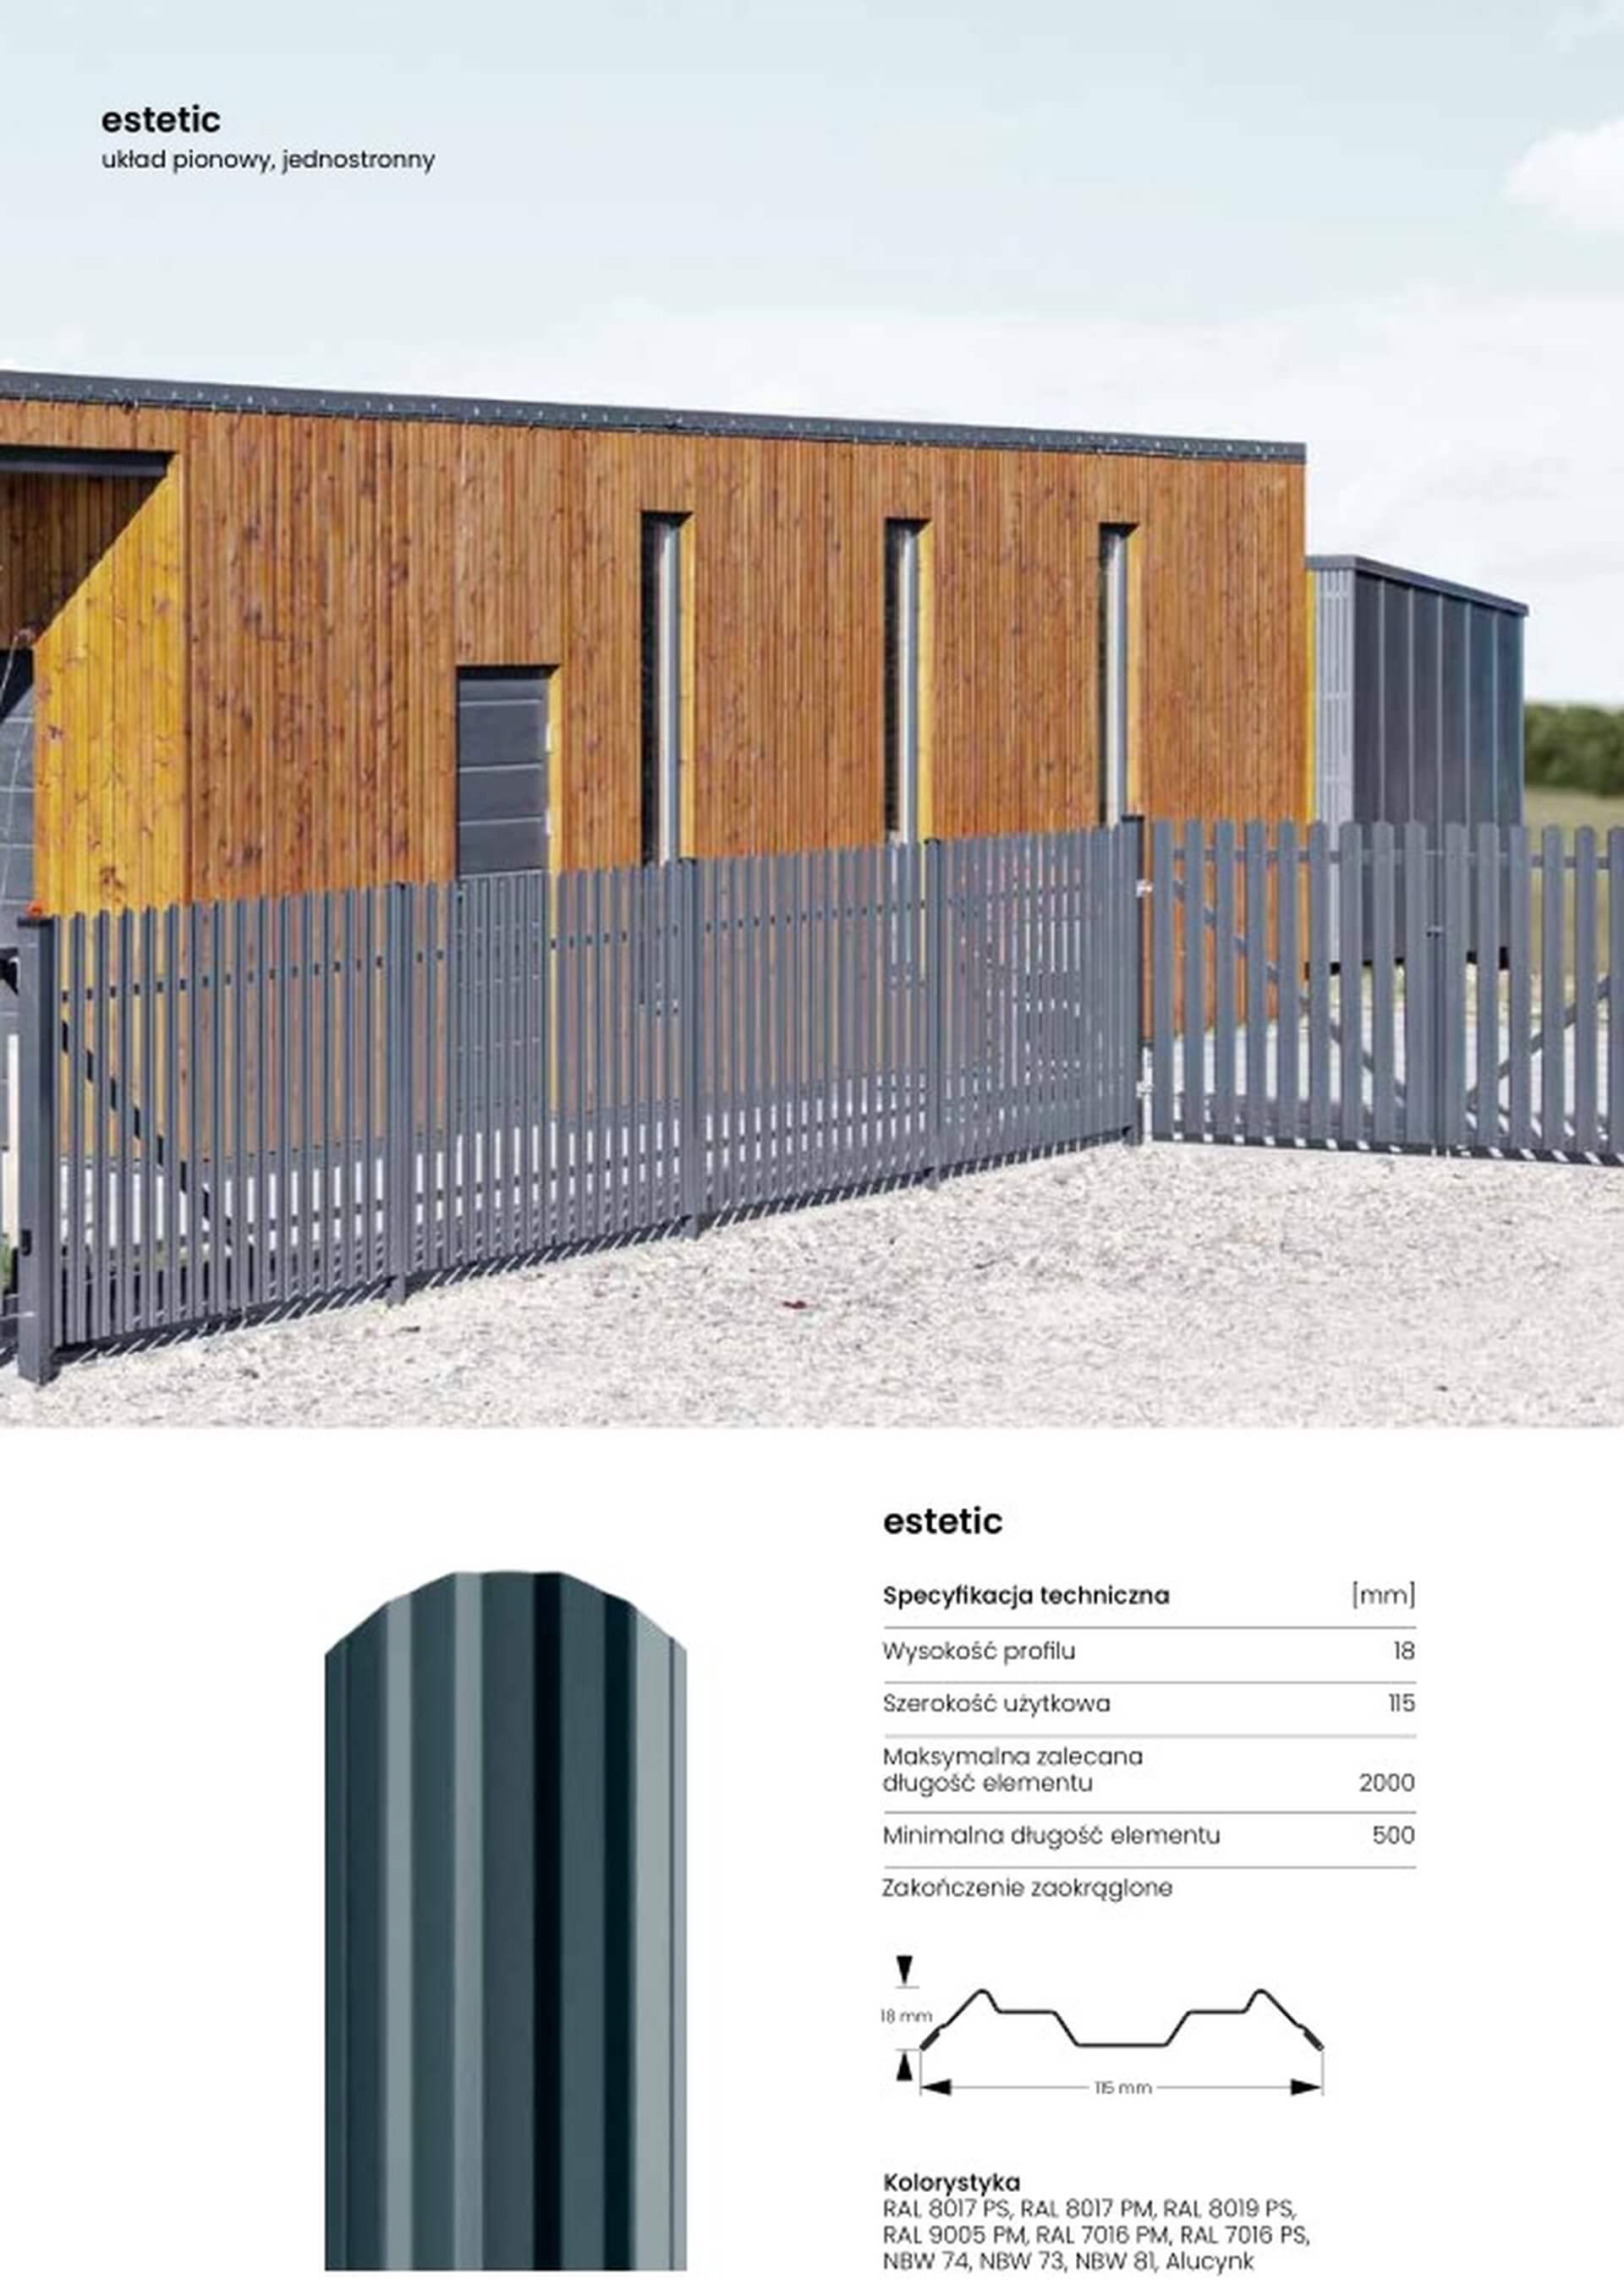 estetic
układ pionowy, jednostronny
estetic
Specyfikacja techniczna [mm]
Wysokość profilu 18
Szerokość użytkowa 115
Maksymalna zalecana
długość elementu 2000
Minimalna długość elementu 500
Zakończenie zaokrąglone
18 mm
115 mm
Kolorystyka
RAL 8017 PS, RAL 8017 PM, RAL 8019 PS,
RAL 9005 PM, RAL 7016 PM, RAL 7016 PS,
NBW 74, NBW 73, NBW 81, Alucynk